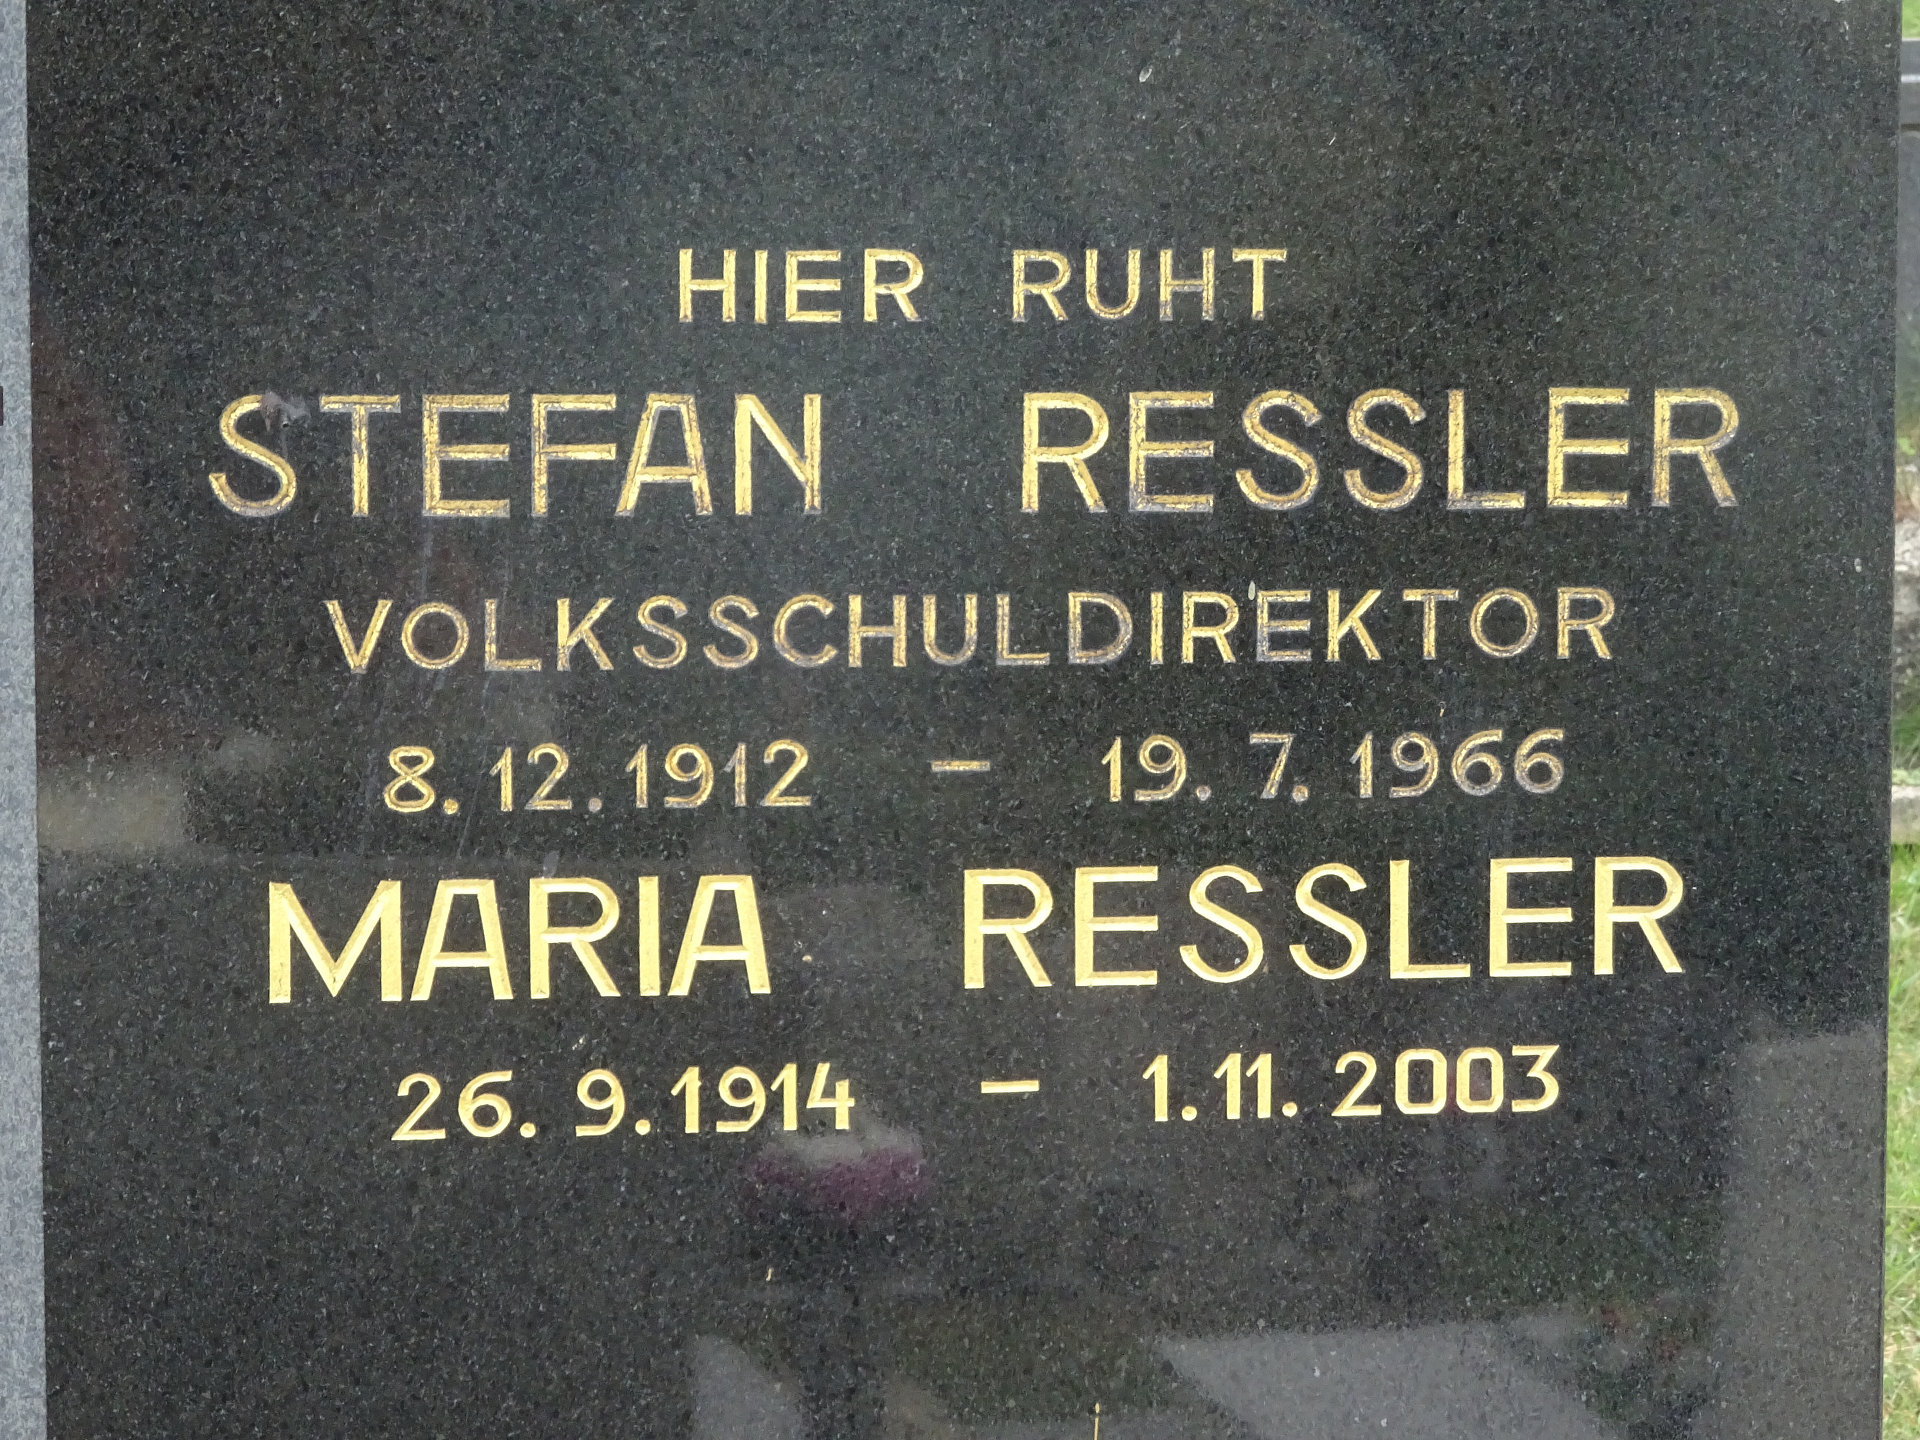 HIER RUHT
STEFAN RESSLER
VOLKSSCHULDIREKTOR
8. 12. 1912 – 19. 7. 1966
MARIA RESSLER
26. 9. 1914 – 1. 11. 2003